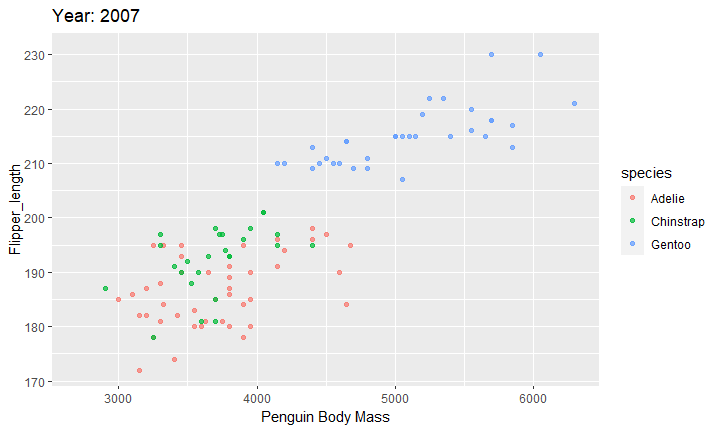 Year: 2007
230
220
210
200
190
180
170
Flipper_length
3000 4000 5000 6000
Penguin Body Mass
species
Adelie
Chinstrap
Gentoo